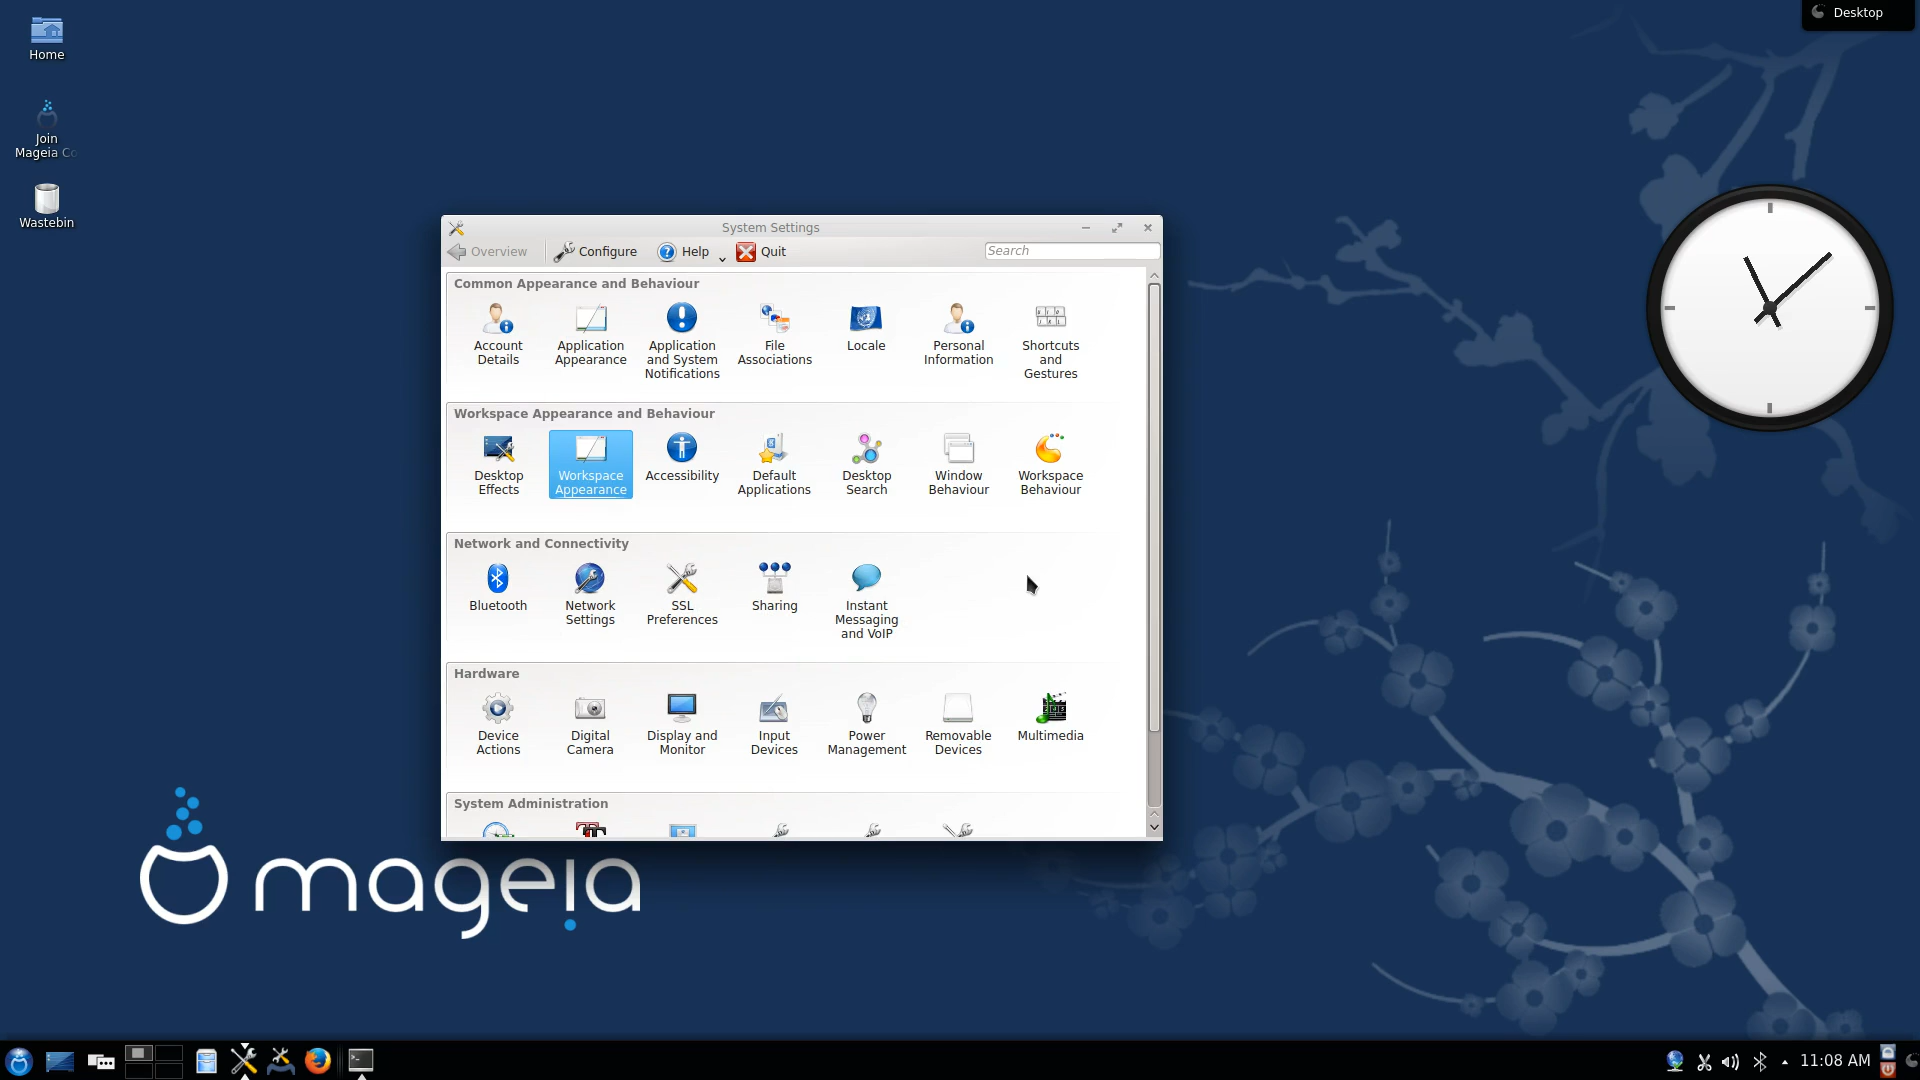 Desktop
Home
Join
Mageia Co
Wastebin
System Settings
Overview
Configure
Help
Quit
Search
Common Appearance and Behaviour
Account
Details
Application
Appearance
Application
and System
Notifications
File
Associations
Locale
Personal
Information
Shortcuts
and
Gestures
Workspace Appearance and Behaviour
Desktop
Effects
Workspace
Appearance
Accessibility
Default
Applications
Desktop
Search
Window
Behaviour
Workspace
Behaviour
Network and Connectivity
Bluetooth
Network
Settings
SSL
Preferences
Sharing
Instant
Messaging
and VoIP
Hardware
Device
Actions
Digital
Camera
Display and
Monitor
Input
Devices
Power
Management
Removable
Devices
Multimedia
System Administration
mageia
11:08 AM